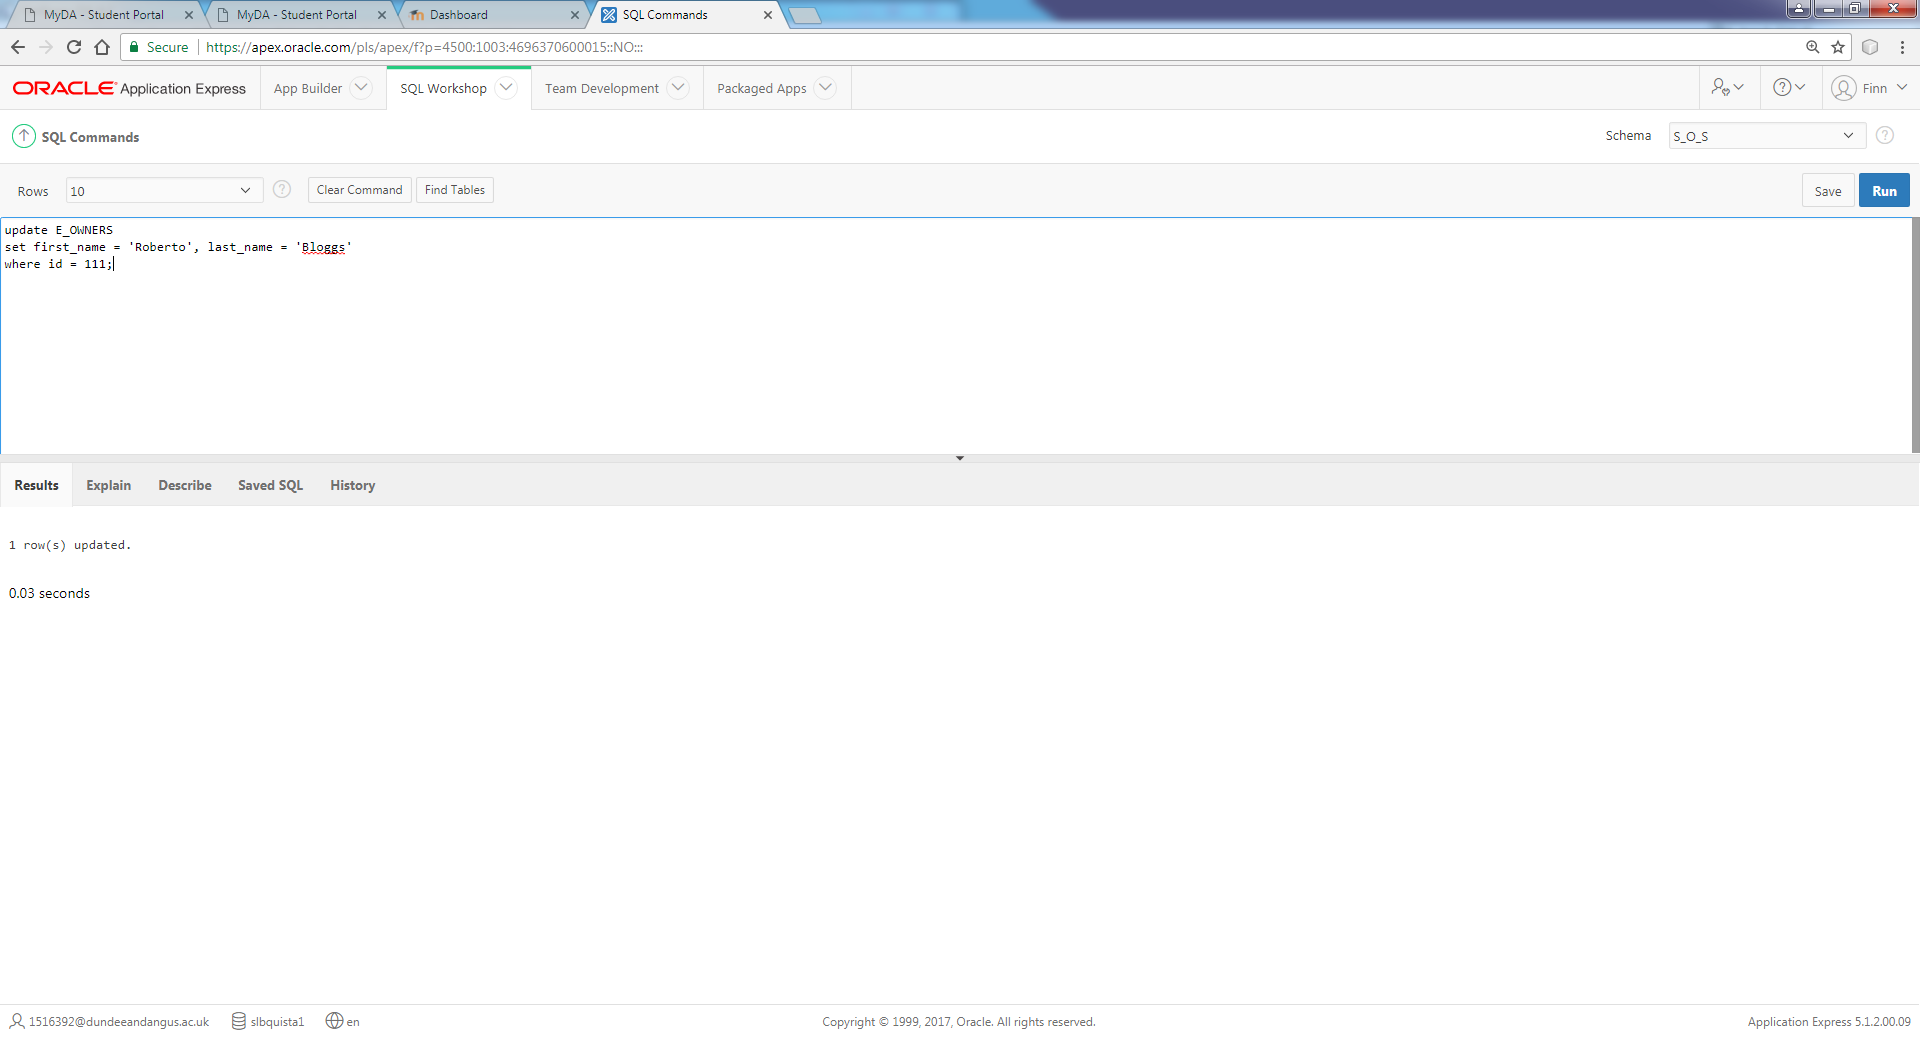 MyDA - Student Portal
MyDA - Student Portal
Dashboard
SQL Commands
Secure
https://apex.oracle.com/pls/apex/f?p=4500:1003:4696370600015::NO:::
ORACLE Application Express
App Builder
SQL Workshop
Team Development
Packaged Apps
Finn
SQL Commands
Schema
S_O_S
Rows
10
Clear Command
Find Tables
Save
Run
update E_OWNERS
set first_name = 'Roberto', last_name = 'Bloggs'
where id = 111;
Results
Explain
Describe
Saved SQL
History
1 row(s) updated.
0.03 seconds
1516392@dundeeandangus.ac.uk
slbquista1
en
Copyright © 1999, 2017, Oracle. All rights reserved.
Application Express 5.1.2.00.09